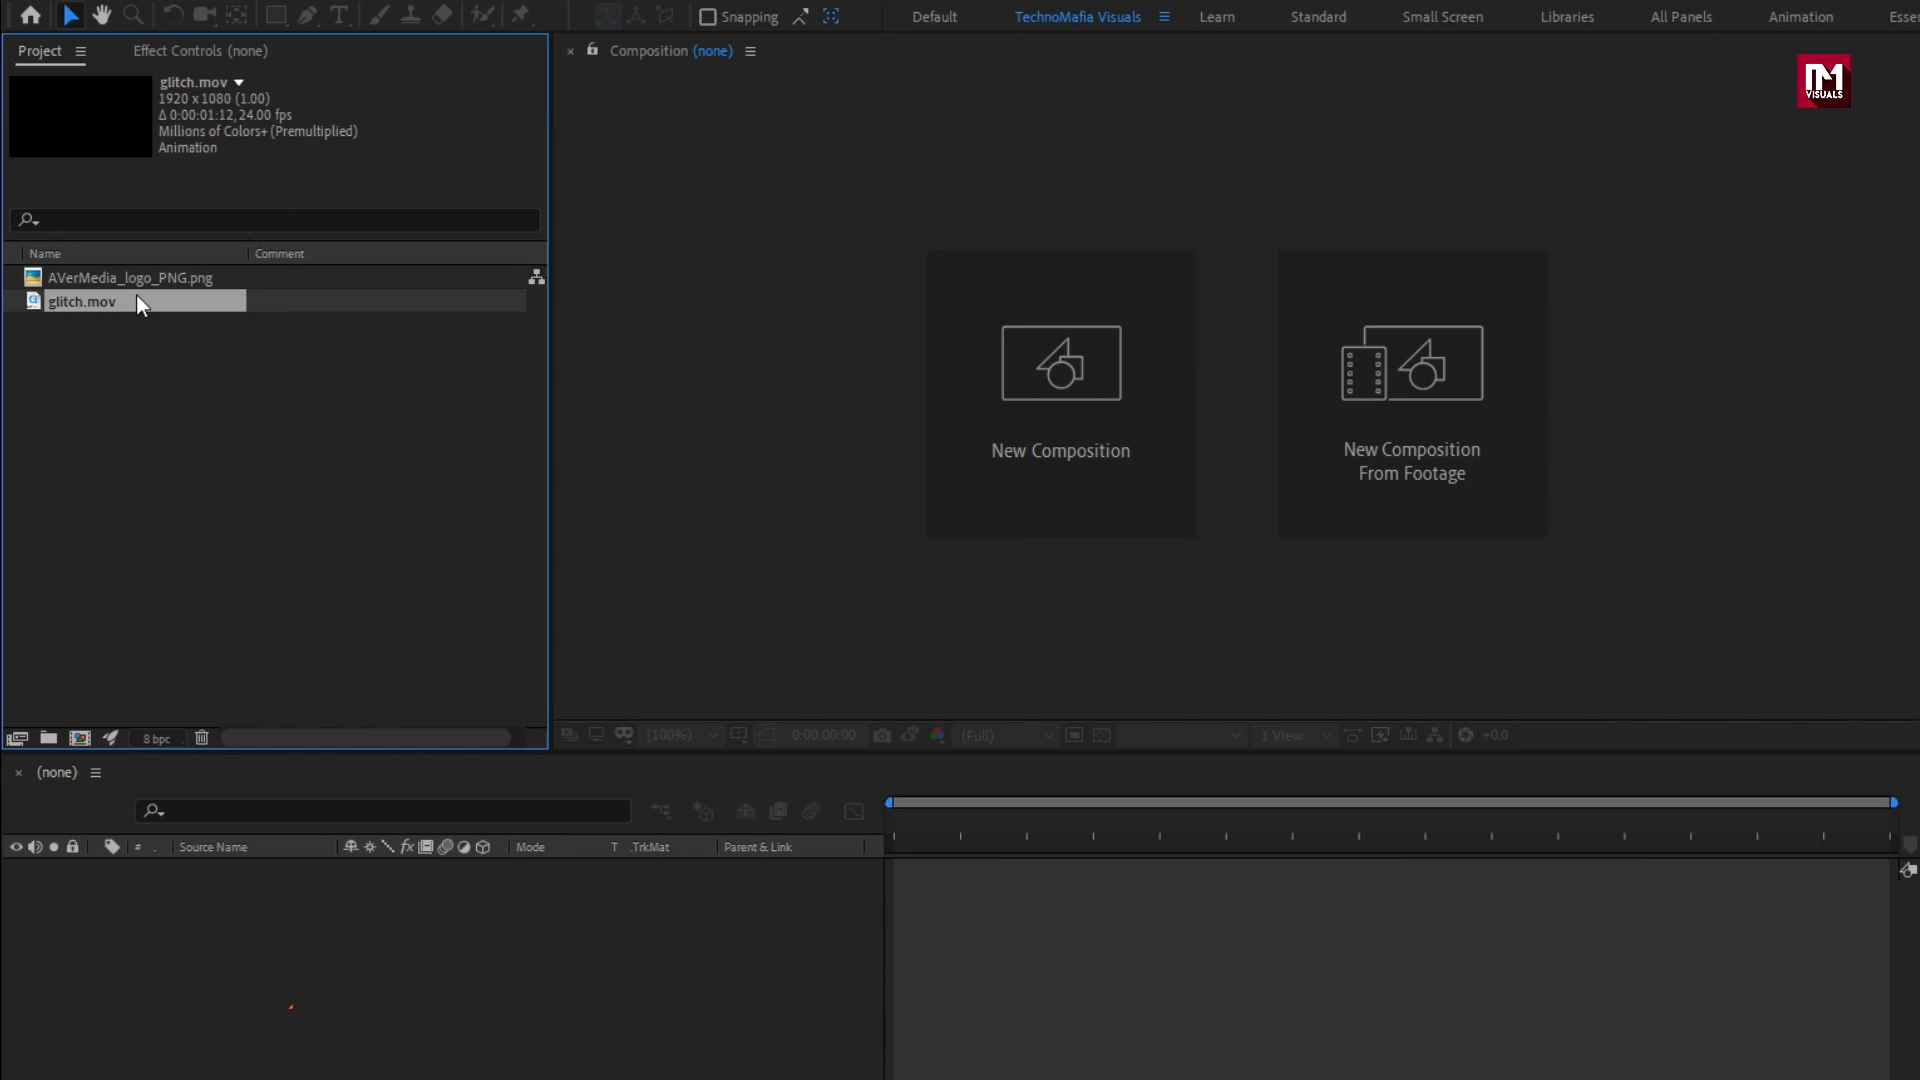 Snapping
Default
TechnoMafia Visuals
Learn
Standard
Small Screen
Libraries
All Panels
Animation
Project
Effect Controls (none)
Composition (none)
glitch.mov
1920 x 1080 (1.00)
Δ 0:00:01:12, 24.00 fps
Millions of Colors+ (Premultiplied)
Animation
VISUALS
Name
Comment
AVerMedia_logo_PNG.png
glitch.mov
New Composition
New Composition
From Footage
8 bpc
(100%)
0:00:00:00
(Full)
1 View
+0.0
(none)
#
Source Name
fx
Mode
T
.TrkMat
Parent & Link